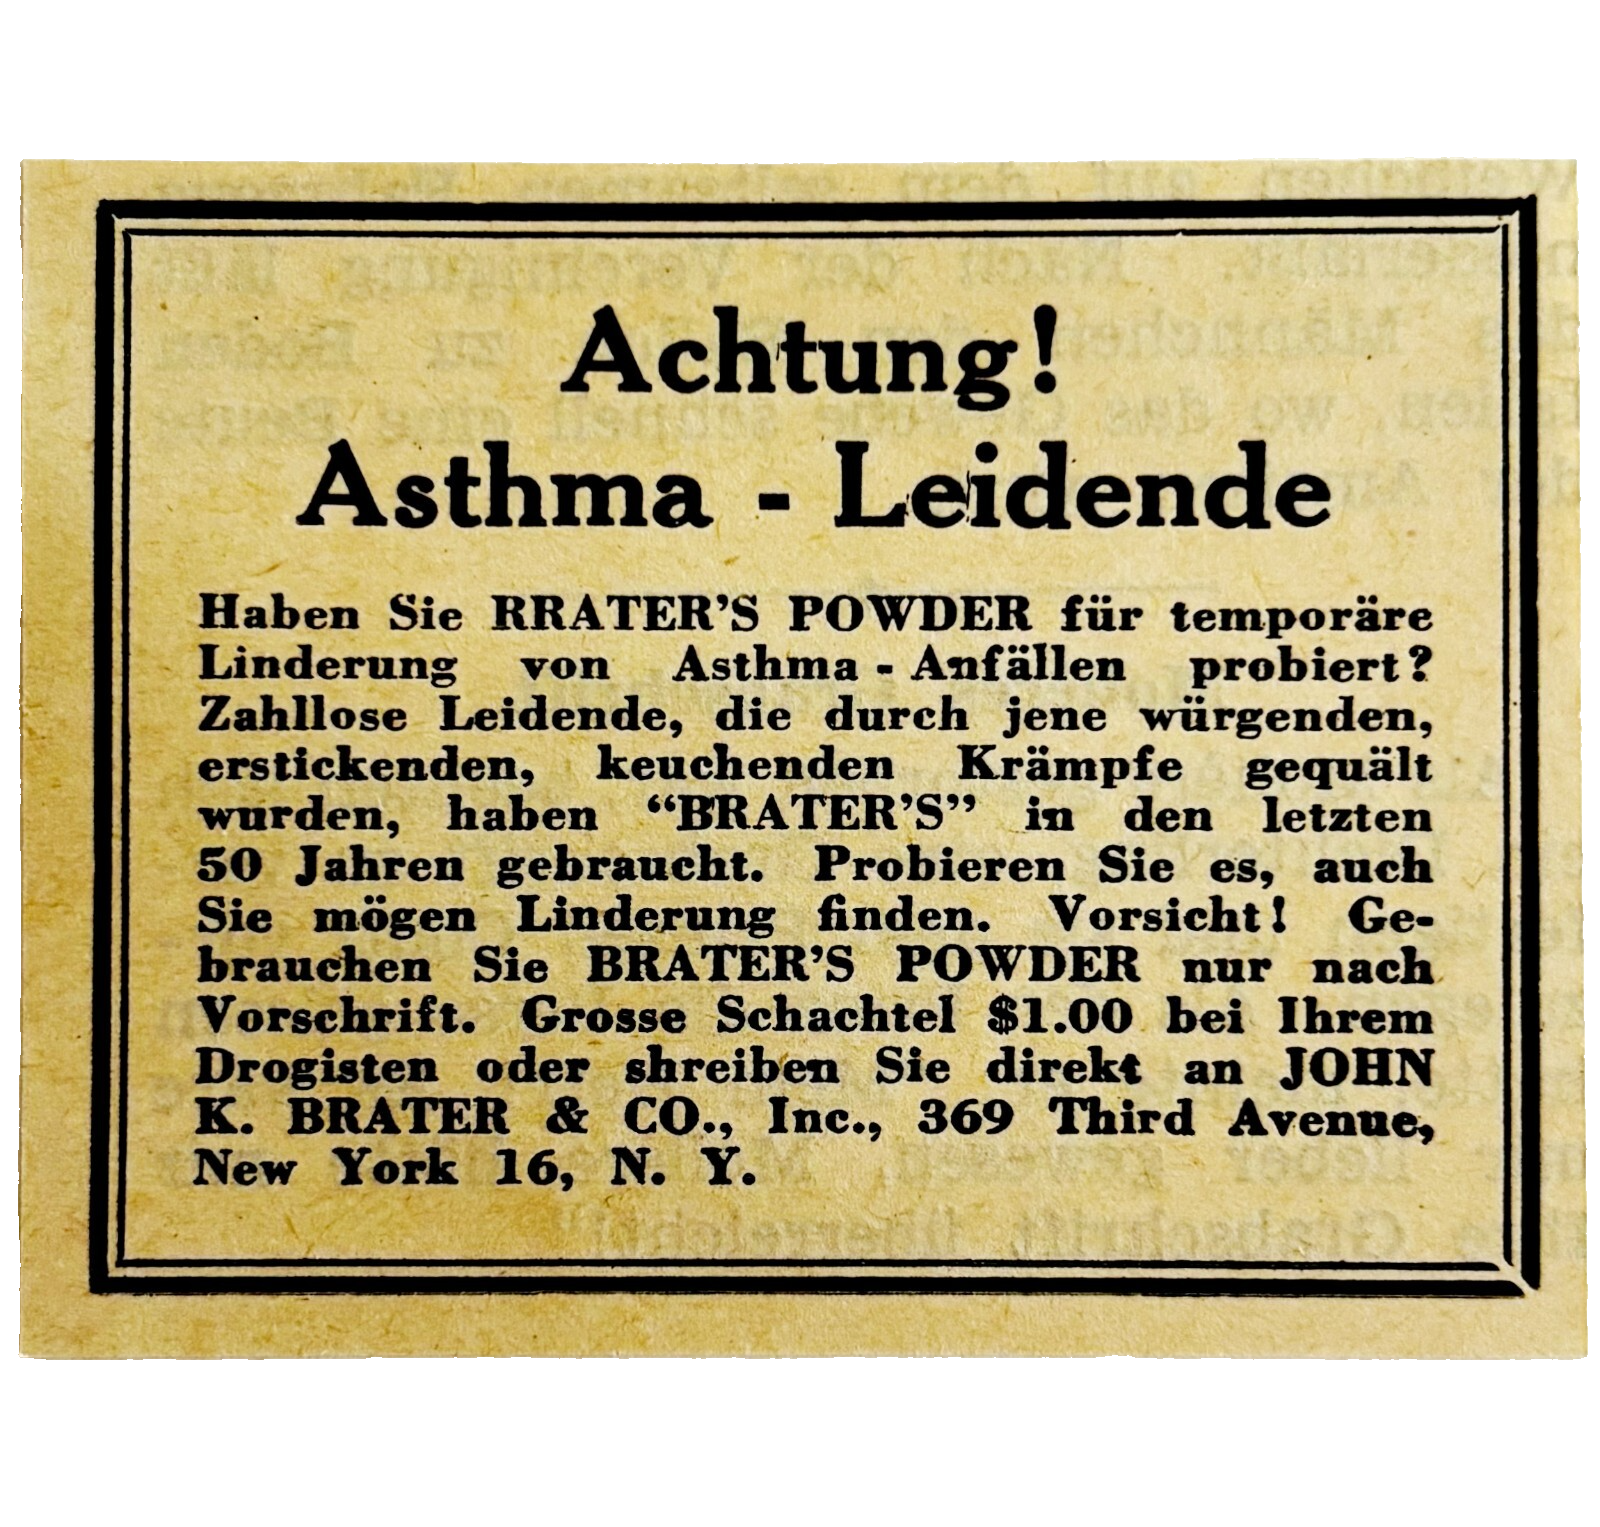 Achtung!
Asthma - Leidende
Haben Sie RRATER'S POWDER für temporäre
Linderung von Asthma - Anfällen probiert?
Zahllose Leidende, die durch jene würgenden,
erstickenden, keuchenden Krämpfe gequält
wurden, haben “BRATER'S” in den letzten
50 Jahren gebraucht. Probieren Sie es, auch
Sie mögen Linderung finden. Vorsicht! Ge-
brauchen Sie BRATER'S POWDER nur nach
Vorschrift. Grosse Schachtel $1.00 bei Ihrem
Drogisten oder shreiben Sie direkt an JOHN
K. BRATER & CO., Inc., 369 Third Avenue,
New York 16, N. Y.